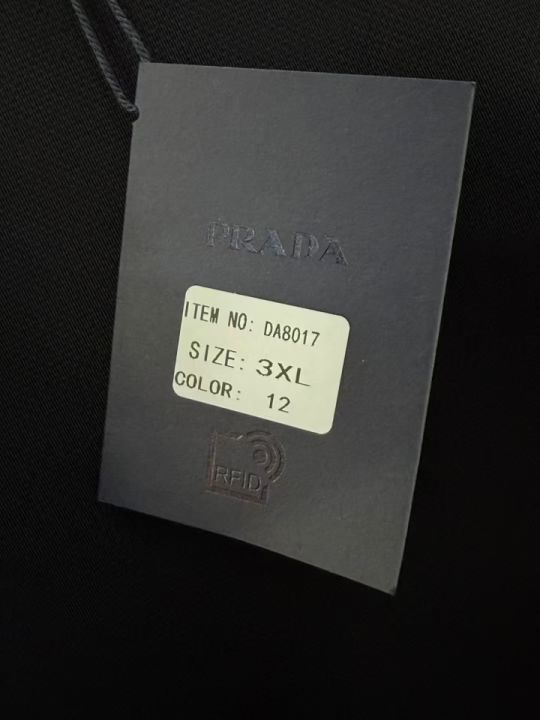 PRADA
ITEM NO: DA8017
SIZE: 3XL
COLOR: 12
RFID